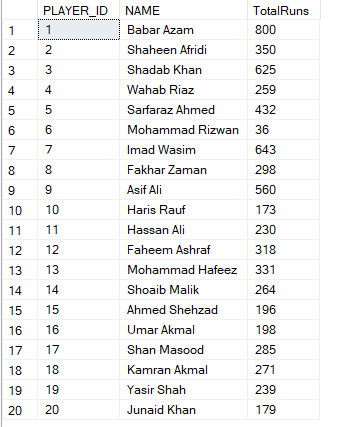 PLAYER_ID NAME TotalRuns
1 1 Babar Azam 800
2 2 Shaheen Afridi 350
3 3 Shadab Khan 625
4 4 Wahab Riaz 259
5 5 Sarfaraz Ahmed 432
6 6 Mohammad Rizwan 36
7 7 Imad Wasim 643
8 8 Fakhar Zaman 298
9 9 Asif Ali 560
10 10 Haris Rauf 173
11 11 Hassan Ali 230
12 12 Faheem Ashraf 318
13 13 Mohammad Hafeez 331
14 14 Shoaib Malik 264
15 15 Ahmed Shehzad 196
16 16 Umar Akmal 198
17 17 Shan Masood 285
18 18 Kamran Akmal 271
19 19 Yasir Shah 239
20 20 Junaid Khan 179